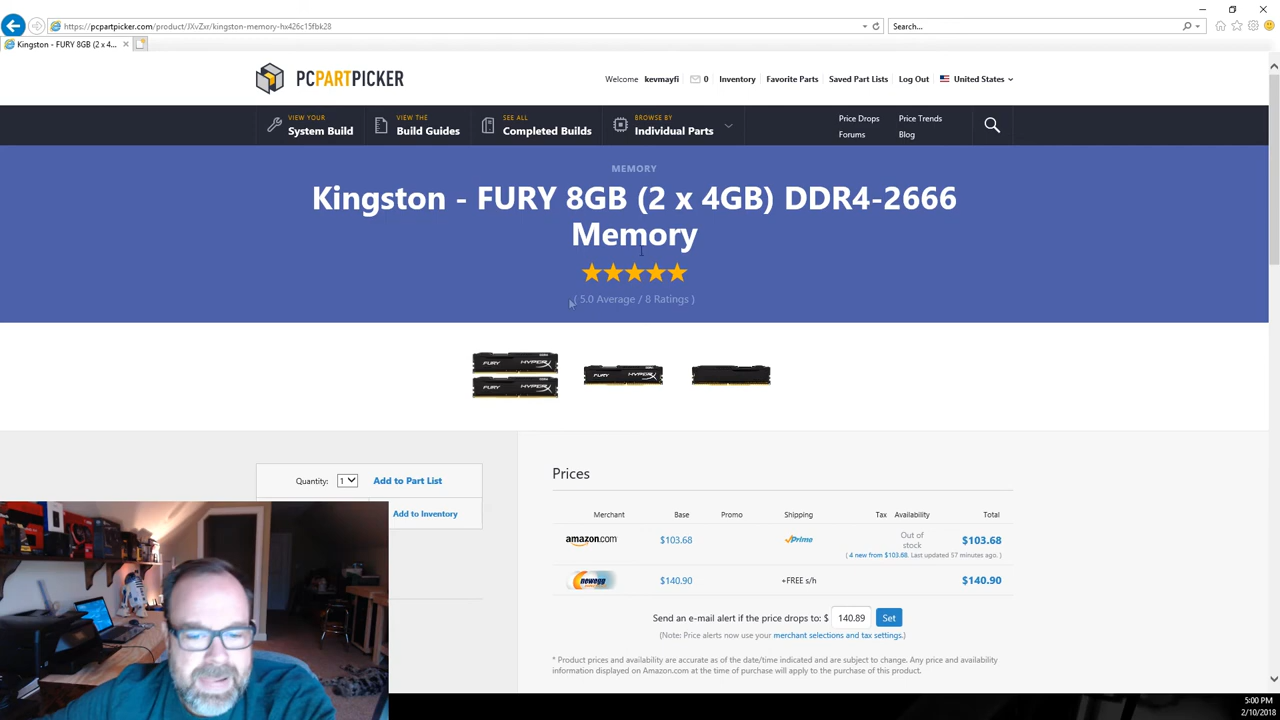 https://pcpartpicker.com/product/JXvZxr/kingston-memory-hx426c15fbk28
Search...
Kingston - FURY 8GB (2 x 4...
PCPARTPICKER
Welcome kevmayfi 0 Inventory Favorite Parts Saved Part Lists Log Out United States
VIEW YOUR
System Build
VIEW THE
Build Guides
SEE ALL
Completed Builds
BROWSE BY
Individual Parts
Price Drops
Price Trends
Forums
Blog
MEMORY
Kingston - FURY 8GB (2 x 4GB) DDR4-2666
Memory
( 5.0 Average / 8 Ratings )
FURY HYPERX
FURY HYPERX
FURY HYPERX
Quantity: 1 Add to Part List
Add to Inventory
Prices
Merchant Base Promo Shipping Tax Availability Total
amazon.com $103.68 Prime Out of stock $103.68
( 4 new from $103.68. Last updated 57 minutes ago. )
newegg $140.90 +FREE s/h $140.90
Send an e-mail alert if the price drops to: $ 140.89 Set
(Note: Price alerts now use your merchant selections and tax settings.)
* Product prices and availability are accurate as of the date/time indicated and are subject to change. Any price and availability
information displayed on Amazon.com at the time of purchase will apply to the purchase of this product.
5:00 PM
2/10/2018